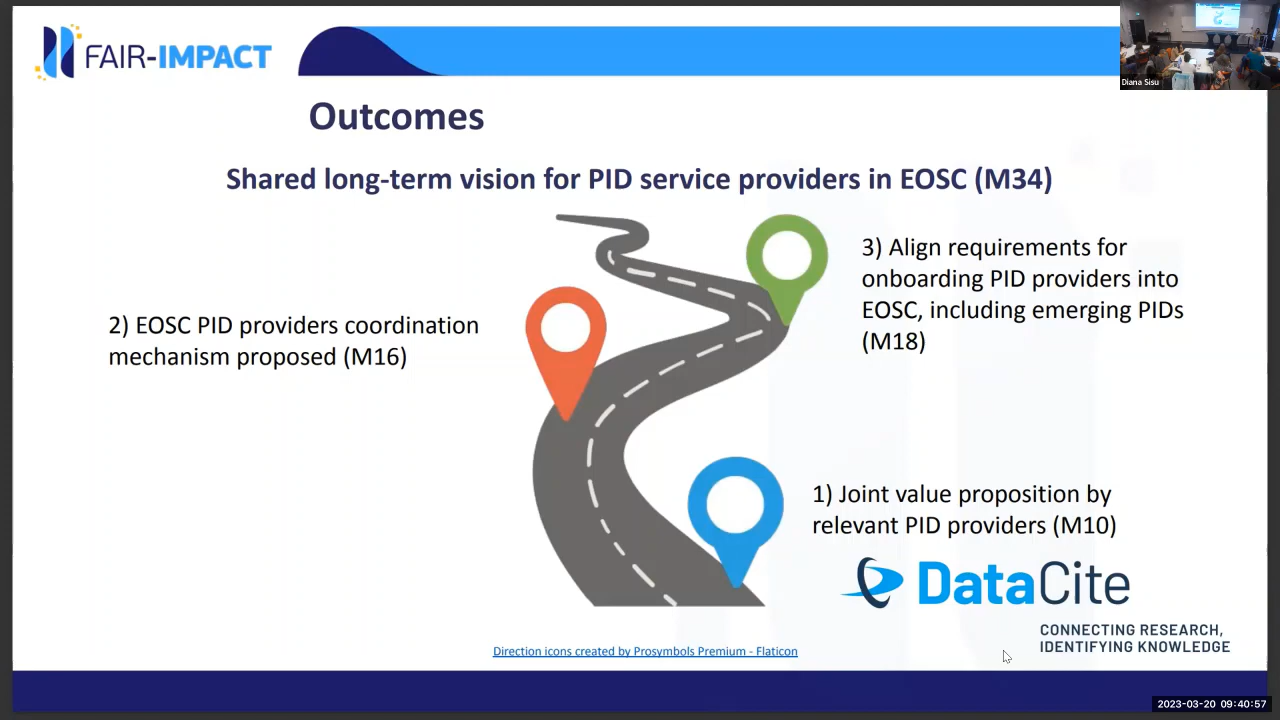 FAIR-IMPACT
Diana Sisu
Outcomes
Shared long-term vision for PID service providers in EOSC (M34)
3) Align requirements for
onboarding PID providers into
EOSC, including emerging PIDs
(M18)
2) EOSC PID providers coordination
mechanism proposed (M16)
1) Joint value proposition by
relevant PID providers (M10)
DataCite
CONNECTING RESEARCH,
IDENTIFYING KNOWLEDGE
Direction icons created by Prosymbols Premium - Flaticon
2023-03-20 09:40:57